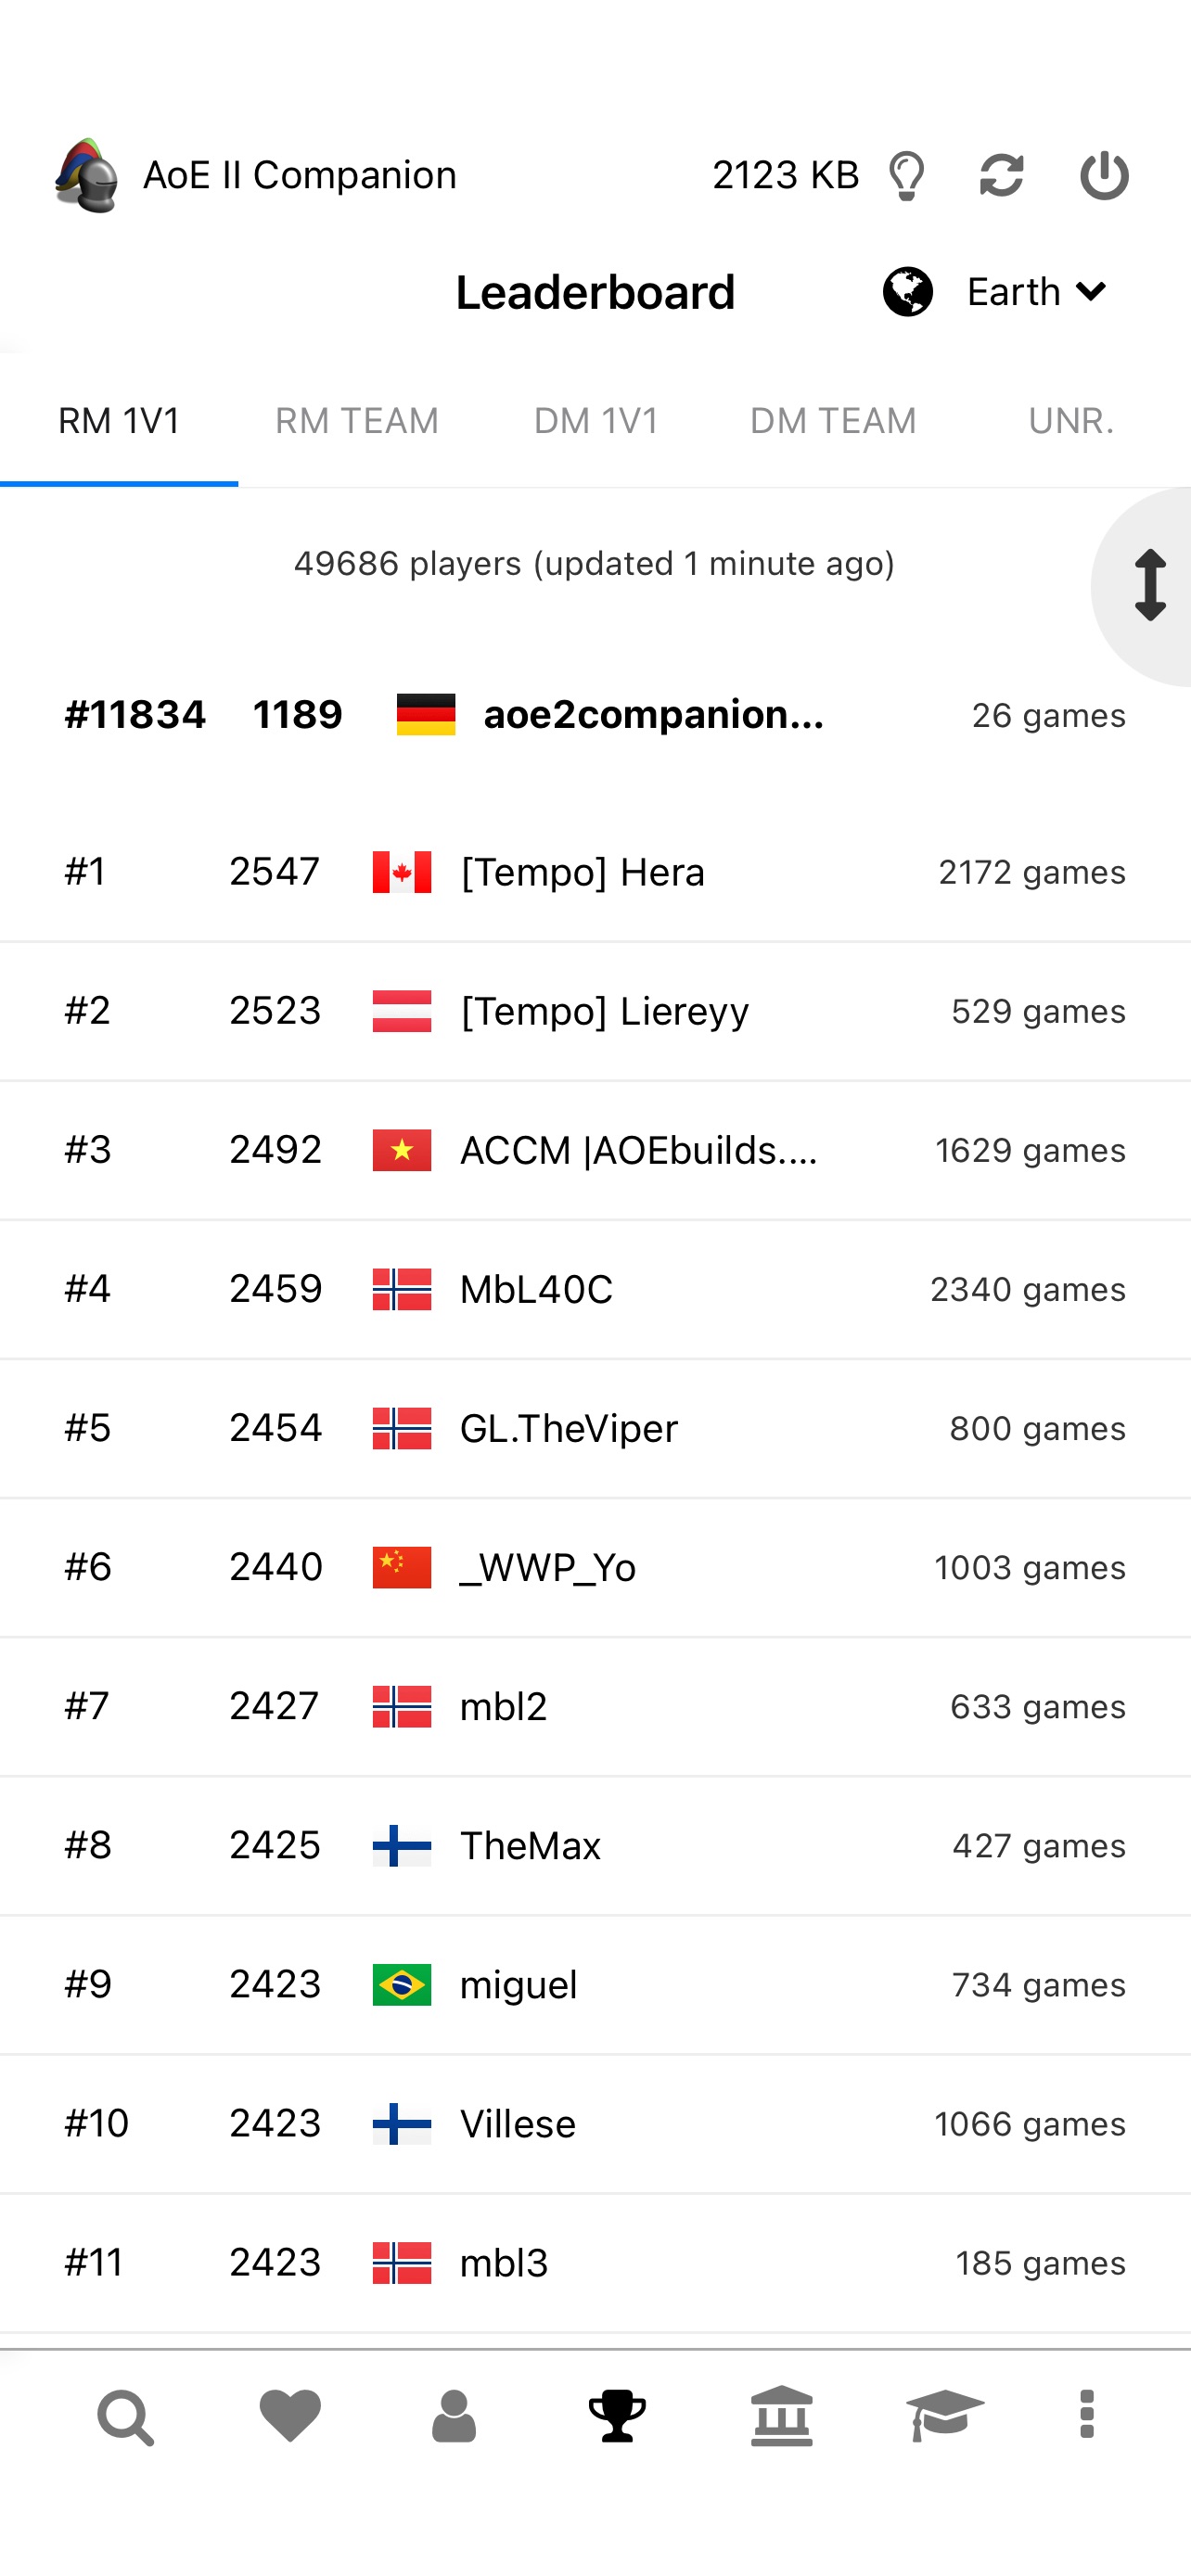 AoE II Companion 2123 KB
Leaderboard Earth
RM 1V1 RM TEAM DM 1V1 DM TEAM UNR.
49686 players (updated 1 minute ago)
#11834 1189 aoe2companion... 26 games
#1 2547 [Tempo] Hera 2172 games
#2 2523 [Tempo] Liereyy 529 games
#3 2492 ACCM |AOEbuilds.... 1629 games
#4 2459 MbL40C 2340 games
#5 2454 GL.TheViper 800 games
#6 2440 _WWP_Yo 1003 games
#7 2427 mbl2 633 games
#8 2425 TheMax 427 games
#9 2423 miguel 734 games
#10 2423 Villese 1066 games
#11 2423 mbl3 185 games